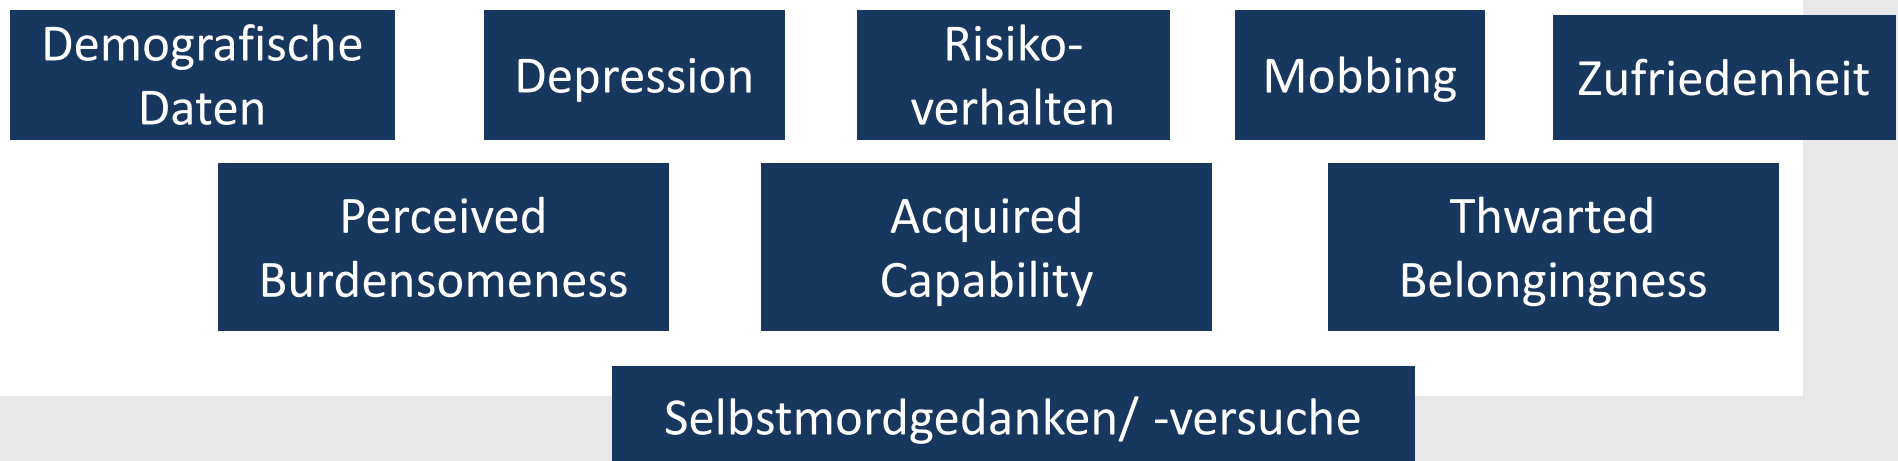 Demografische
Daten
Depression
Risiko-
verhalten
Mobbing
Zufriedenheit
Perceived
Burdensomeness
Acquired
Capability
Thwarted
Belongingness
Selbstmordgedanken/ -versuche